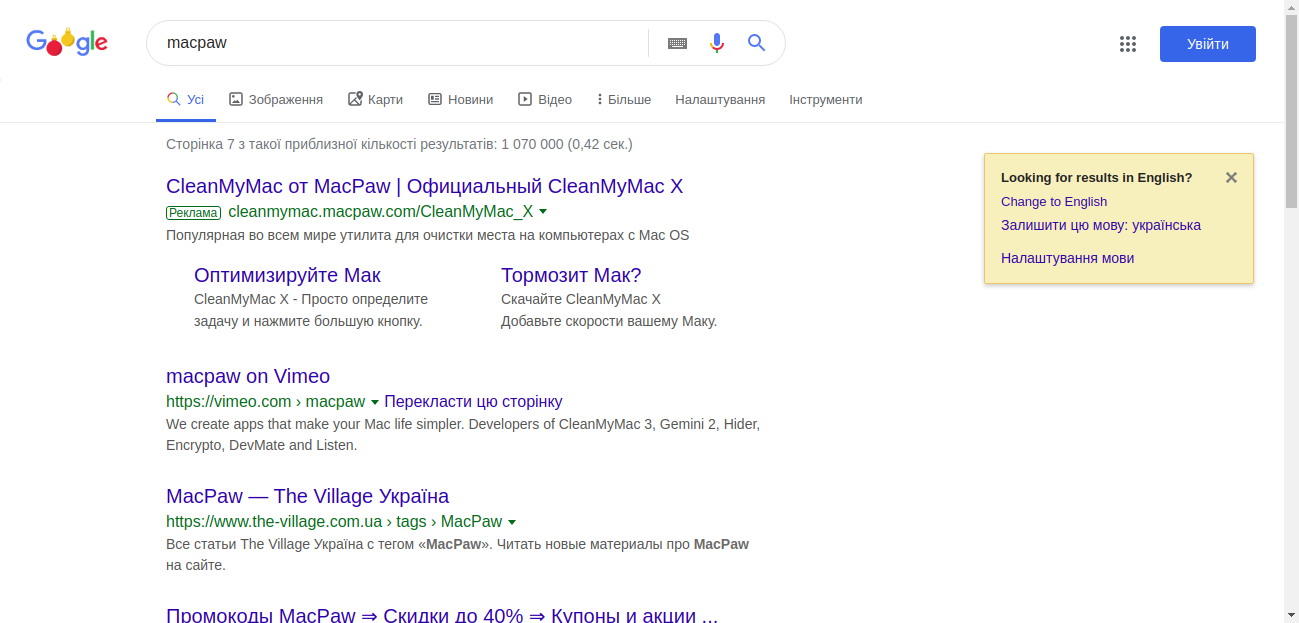 Google
macpaw
Увійти
Усі
Зображення
Карти
Новини
Відео
Більше
Налаштування
Інструменти
Сторінка 7 з такої приблизної кількості результатів: 1 070 000 (0,42 сек.)
CleanMyMac от MacPaw | Официальный CleanMyMac X
Реклама cleanmymac.macpaw.com/CleanMyMac_X
Популярная во всем мире утилита для очистки места на компьютерах с Mac OS
Оптимизируйте Мак
CleanMyMac X - Просто определите
задачу и нажмите большую кнопку.
Тормозит Мак?
Скачайте CleanMyMac X
Добавьте скорости вашему Маку.
macpaw on Vimeo
https://vimeo.com › macpaw Перекласти цю сторінку
We create apps that make your Mac life simpler. Developers of CleanMyMac 3, Gemini 2, Hider,
Encrypto, DevMate and Listen.
MacPaw — The Village Україна
https://www.the-village.com.ua › tags › MacPaw
Все статьи The Village Україна с тегом «MacPaw». Читать новые материалы про MacPaw
на сайте.
Промокоды MacPaw ⇒ Скидки до 40% ⇒ Купоны и акции ...
Looking for results in English?
Change to English
Залишити цю мову: українська
Налаштування мови